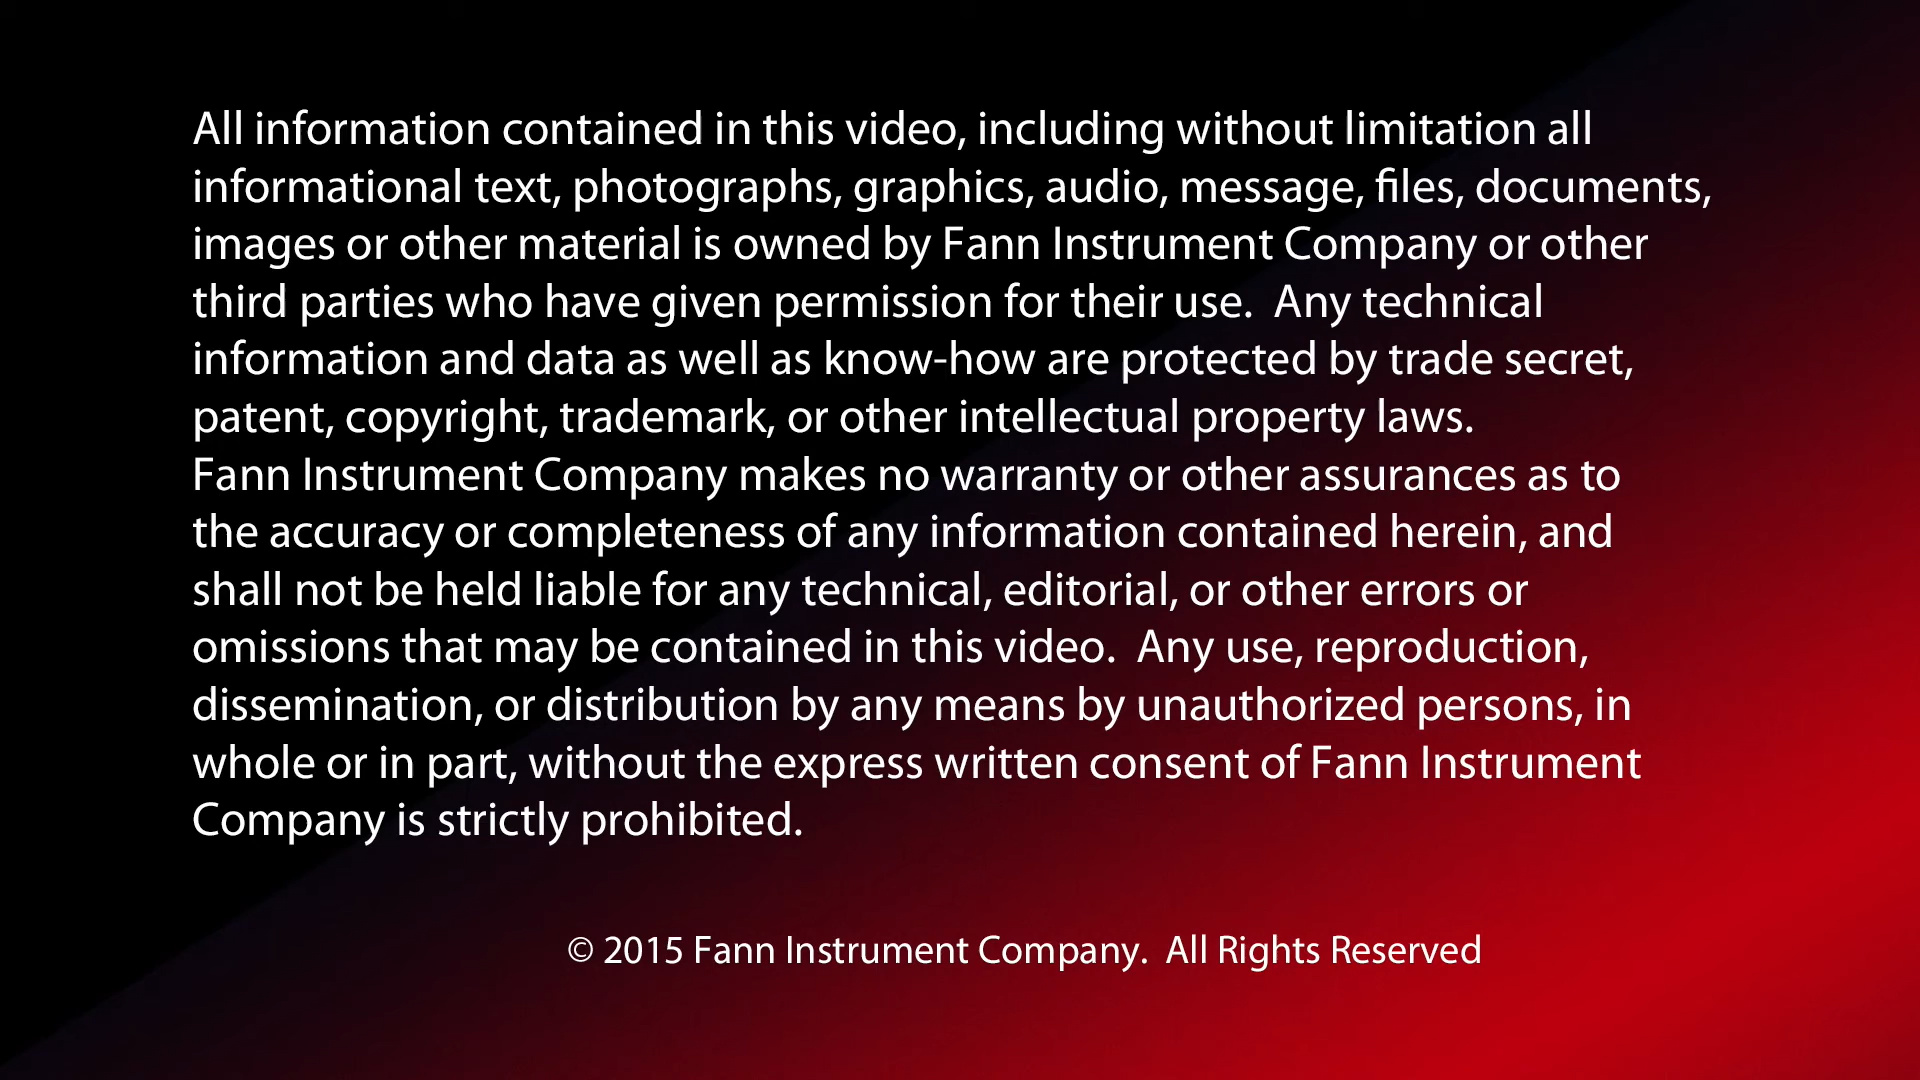 All information contained in this video, including without limitation all
informational text, photographs, graphics, audio, message, files, documents,
images or other material is owned by Fann Instrument Company or other
third parties who have given permission for their use.  Any technical
information and data as well as know-how are protected by trade secret,
patent, copyright, trademark, or other intellectual property laws.
Fann Instrument Company makes no warranty or other assurances as to
the accuracy or completeness of any information contained herein, and
shall not be held liable for any technical, editorial, or other errors or
omissions that may be contained in this video.  Any use, reproduction,
dissemination, or distribution by any means by unauthorized persons, in
whole or in part, without the express written consent of Fann Instrument
Company is strictly prohibited.
© 2015 Fann Instrument Company.  All Rights Reserved